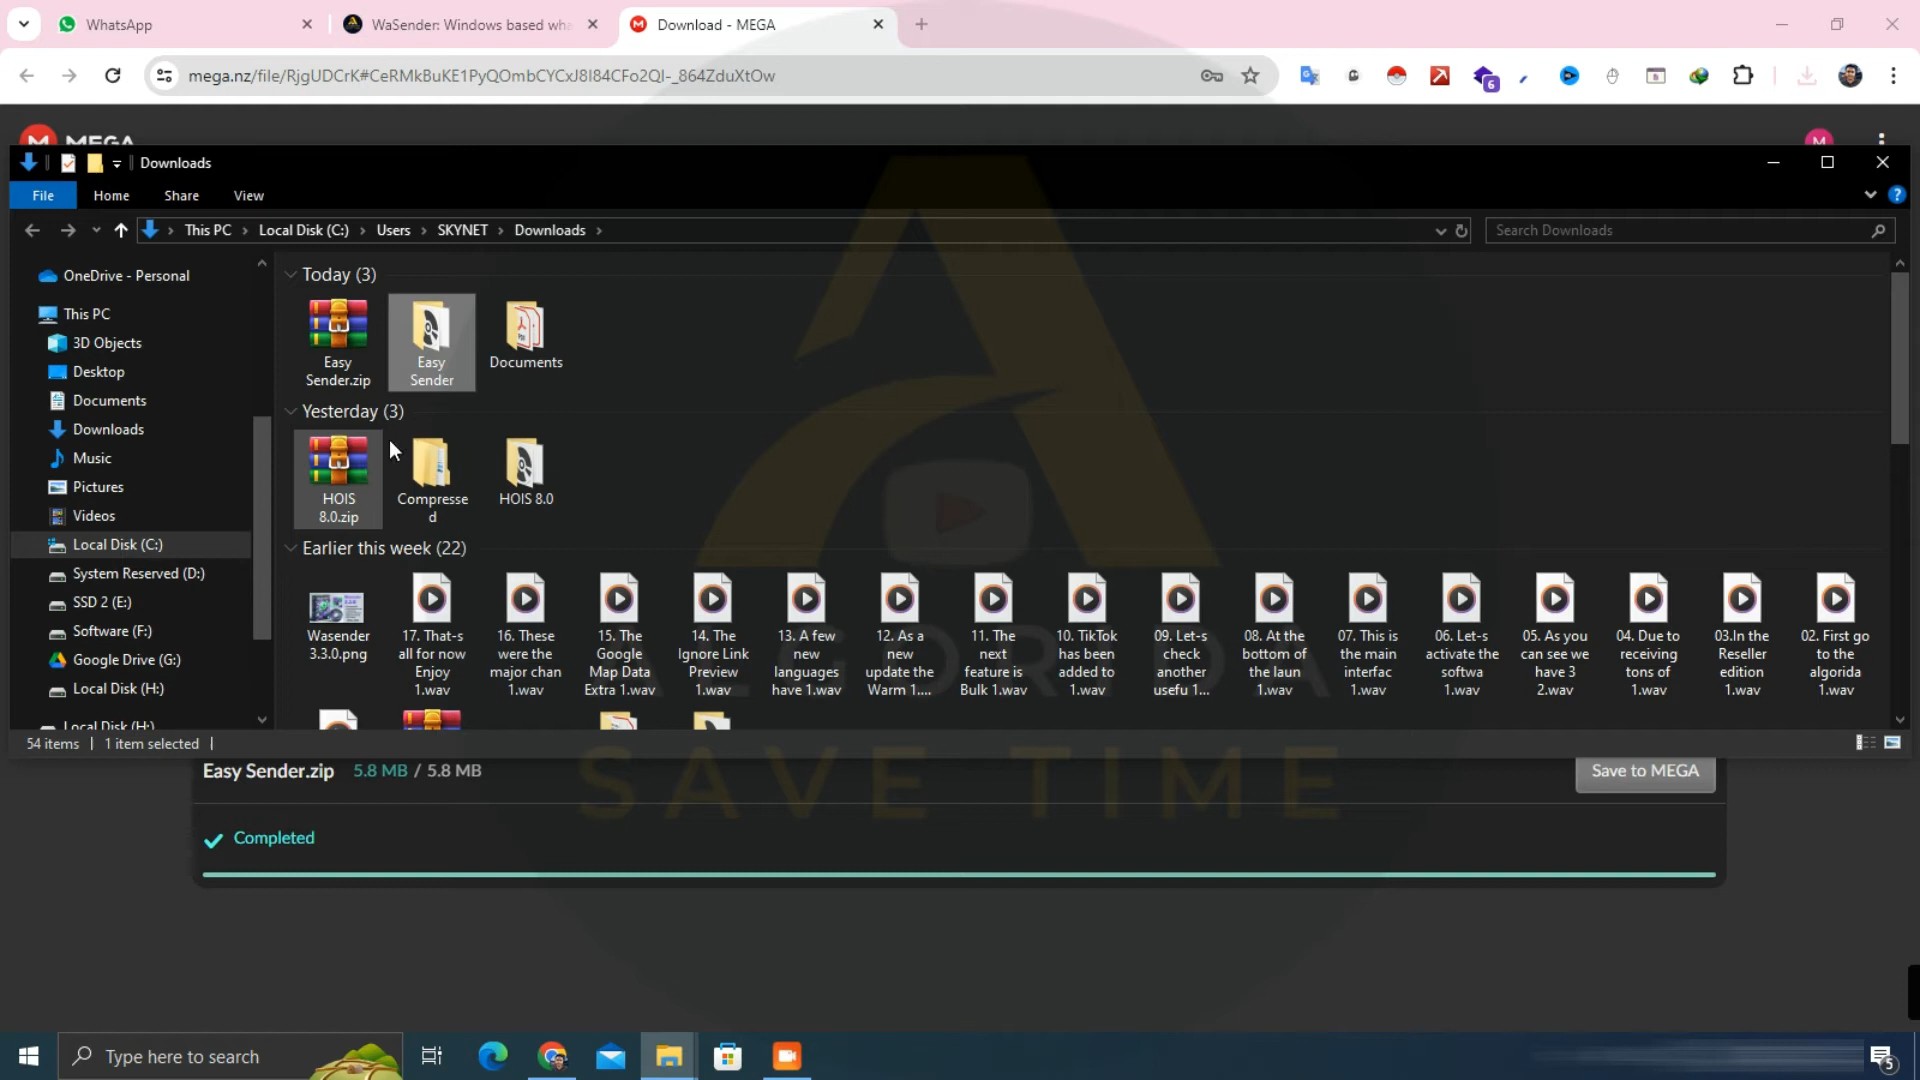 WhatsApp
WaSender: Windows based wha
Download - MEGA
mega.nz/file/RjgUDCrK#CeRMkBuKE1PyQOmbCYCxJ8I84CFo2QI-_864ZduXtOw
6
MEGA
M
Downloads
File
Home
Share
View
This PC
Local Disk (C:)
Users
SKYNET
Downloads
Search Downloads
OneDrive - Personal
This PC
3D Objects
Desktop
Documents
Downloads
Music
Pictures
Videos
Local Disk (C:)
System Reserved (D:)
SSD 2 (E:)
Software (F:)
Google Drive (G:)
Local Disk (H:)
Local Disk (H:)
Today (3)
Easy
Sender.zip
Easy
Sender
Documents
Yesterday (3)
HOIS
8.0.zip
Compresse
d
HOIS 8.0
Earlier this week (22)
Wasender
3.3.0.png
17. That-s
all for now
Enjoy
1.wav
16. These
were the
major chan
1.wav
15. The
Google
Map Data
Extra 1.wav
14. The
Ignore Link
Preview
1.wav
13. A few
new
languages
have 1.wav
12. As a
new
update the
Warm 1....
11. The
next
feature is
Bulk 1.wav
10. TikTok
has been
added to
1.wav
09. Let-s
check
another
usefu 1...
08. At the
bottom of
the laun
1.wav
07. This is
the main
interfac
1.wav
06. Let-s
activate the
softwa
1.wav
05. As you
can see we
have 3
2.wav
04. Due to
receiving
tons of
1.wav
03.In the
Reseller
edition
1.wav
02. First go
to the
algorida
1.wav
ALGORIDA
SAVE TIME
54 items
1 item selected
Easy Sender.zip 5.8 MB / 5.8 MB
Save to MEGA
Completed
Type here to search
5